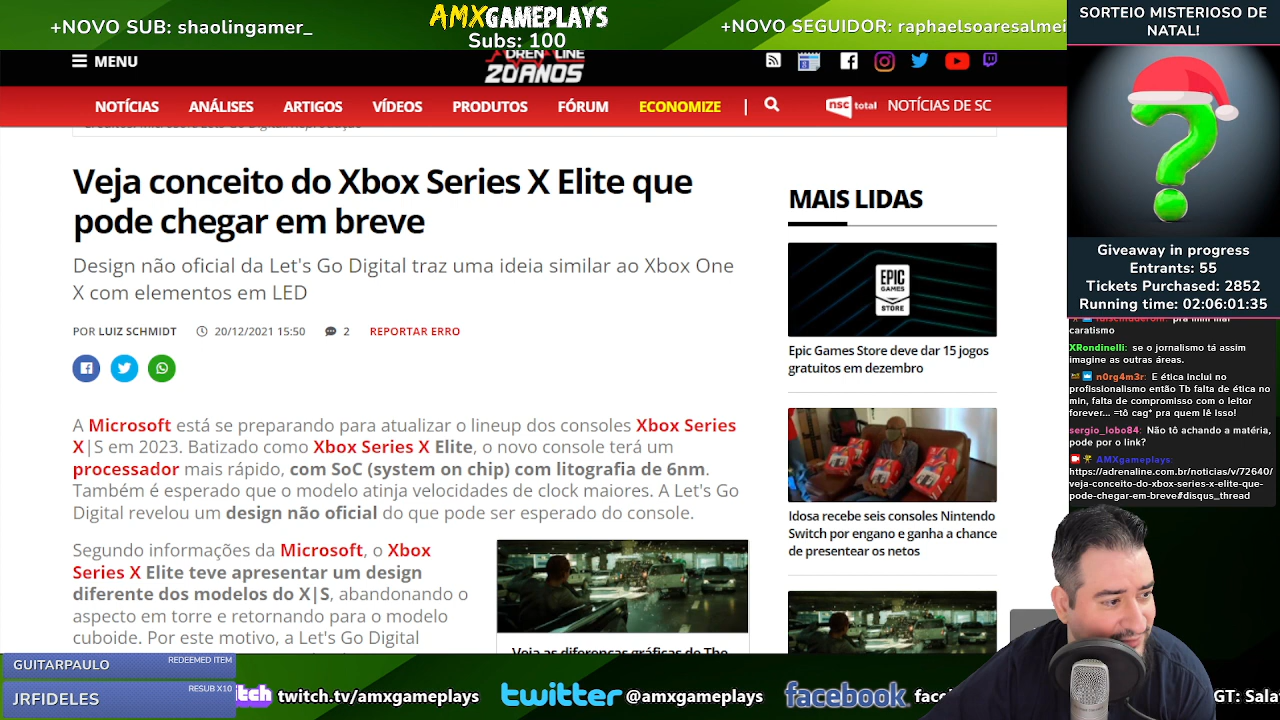 +NOVO SUB: shaolingamer_
AMXGAMEPLAYS
Subs: 100
+NOVO SEGUIDOR: raphaelsoaresalmei
SORTEIO MISTERIOSO DE
NATAL!
MENU
ADRENALINE
20 ANOS
NOTÍCIAS ANÁLISES ARTIGOS VÍDEOS PRODUTOS FÓRUM ECONOMIZE | nsc total NOTÍCIAS DE SC
Veja conceito do Xbox Series X Elite que
pode chegar em breve
Design não oficial da Let's Go Digital traz uma ideia similar ao Xbox One
X com elementos em LED
POR LUIZ SCHMIDT 20/12/2021 15:50 2 REPORTAR ERRO
A Microsoft está se preparando para atualizar o lineup dos consoles Xbox Series
X|S em 2023. Batizado como Xbox Series X Elite, o novo console terá um
processador mais rápido, com SoC (system on chip) com litografia de 6nm.
Também é esperado que o modelo atinja velocidades de clock maiores. A Let's Go
Digital revelou um design não oficial do que pode ser esperado do console.
Segundo informações da Microsoft, o Xbox
Series X Elite teve apresentar um design
diferente dos modelos do X|S, abandonando o
aspecto em torre e retornando para o modelo
cuboide. Por este motivo, a Let's Go Digital
Veja as diferenças gráficas de The
MAIS LIDAS
EPIC
GAMES
STORE
Epic Games Store deve dar 15 jogos
gratuitos em dezembro
Idosa recebe seis consoles Nintendo
Switch por engano e ganha a chance
de presentear os netos
Giveaway in progress
Entrants: 55
Tickets Purchased: 2852
Running time: 02:06:01:35
caratismo
XRondinelli: se o jornalismo tá assim
imagine as outras áreas.
n0rg4m3r: E ética inclui no
profissionalismo então Tb falta de ética no
min, falta de compromisso com o leitor
forever... =tô cag* pra quem lê isso!
sergio_lobo84: Não tô achando a matéria,
pode por o link?
AMXgameplays:
https://adrenaline.com.br/noticias/v/72640/
veja-conceito-do-xbox-series-x-elite-que-
pode-chegar-em-breve#disqus_thread
GUITARPAULO REDEEMED ITEM
JRFIDELES RESUB X10
tch twitch.tv/amxgameplays twitter @amxgameplays facebook. GT: Sala